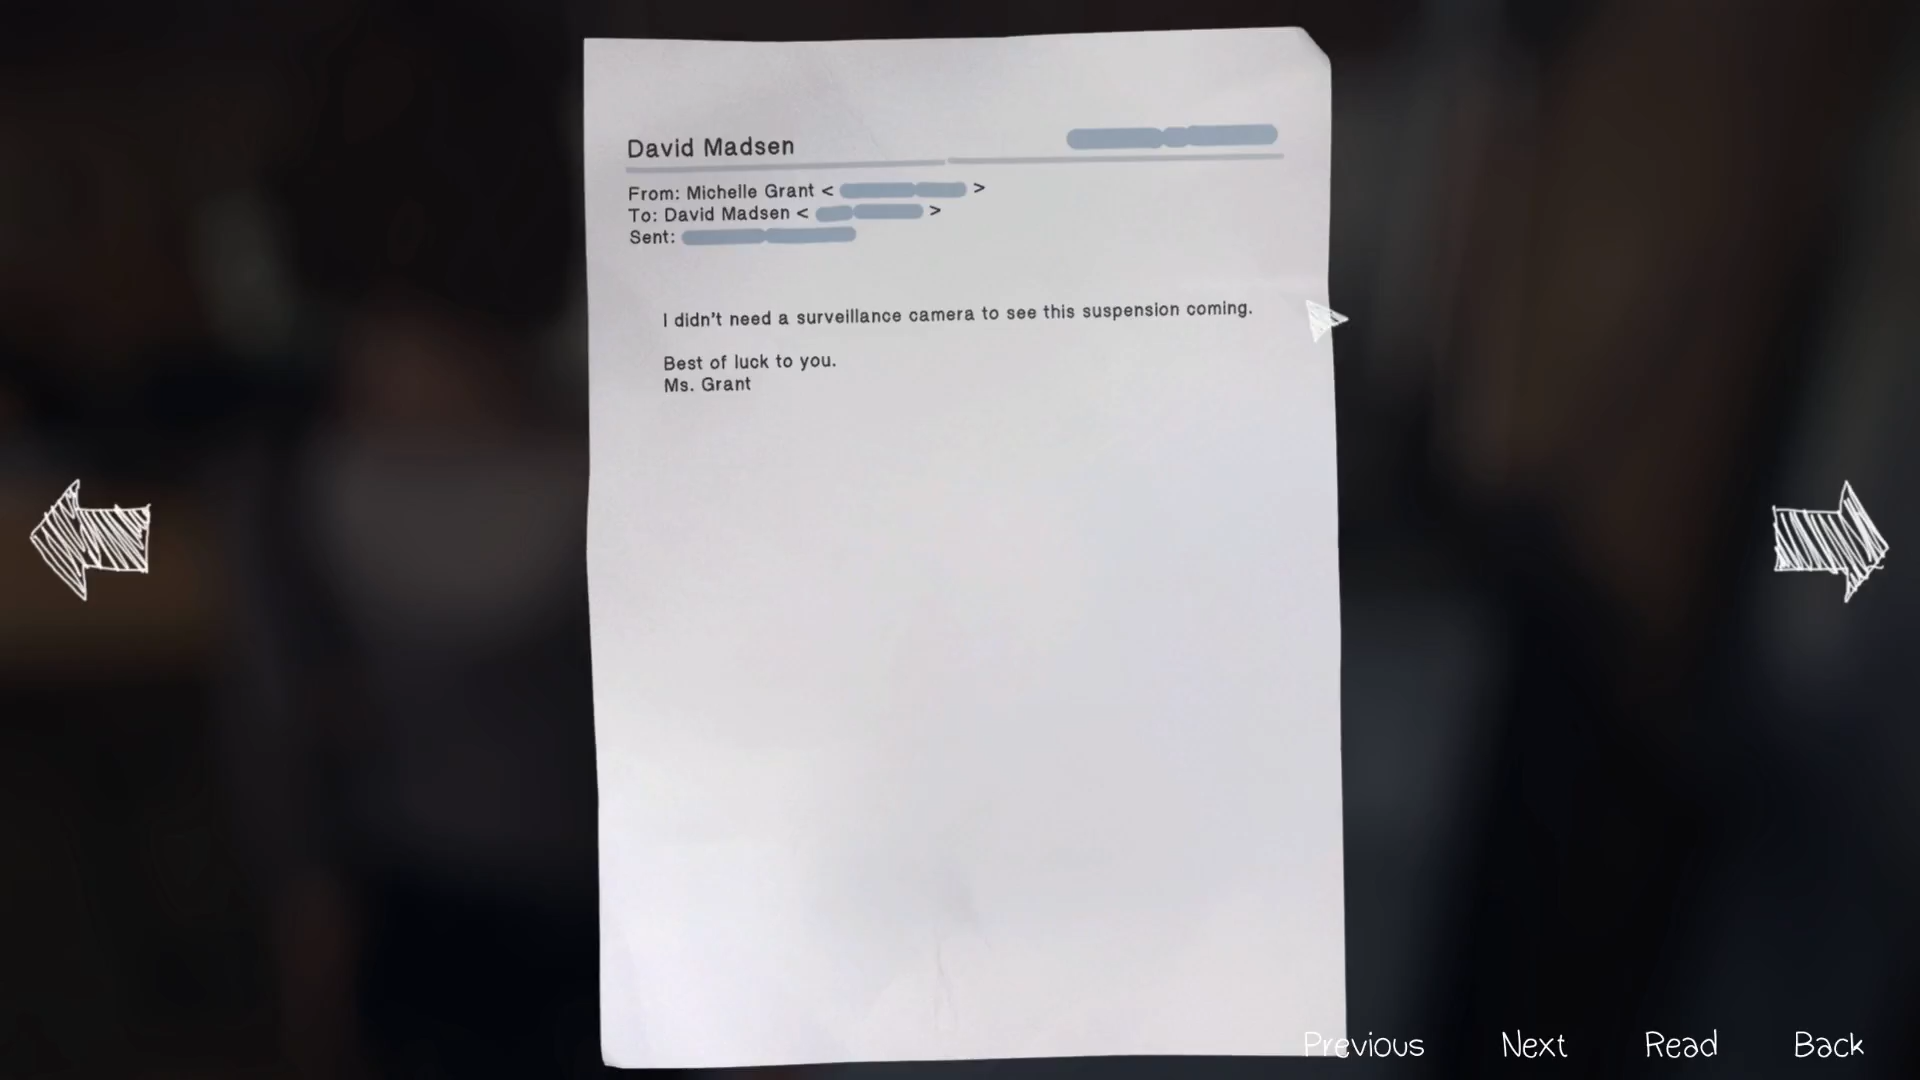 David Madsen
From: Michelle Grant < >
To: David Madsen < >
Sent:
I didn't need a surveillance camera to see this suspension coming.
Best of luck to you.
Ms. Grant
Previous Next Read Back